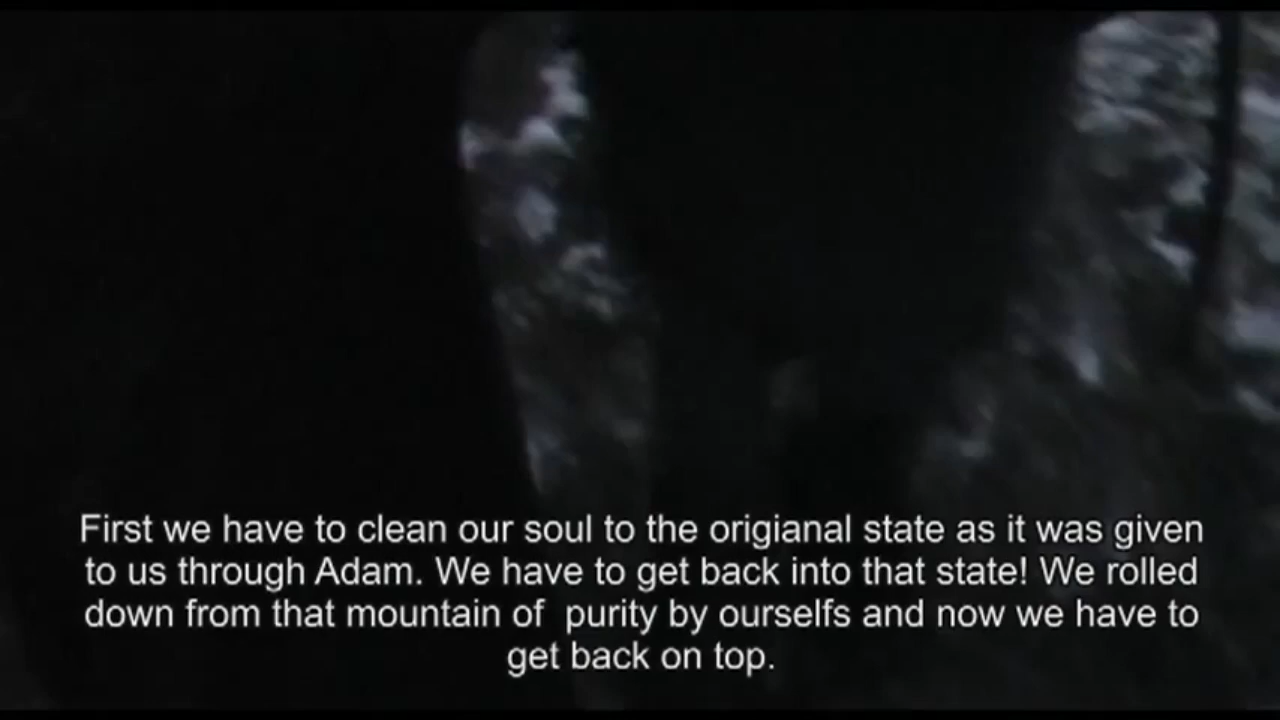 First we have to clean our soul to the origianal state as it was given
to us through Adam. We have to get back into that state! We rolled
down from that mountain of  purity by ourselfs and now we have to
get back on top.